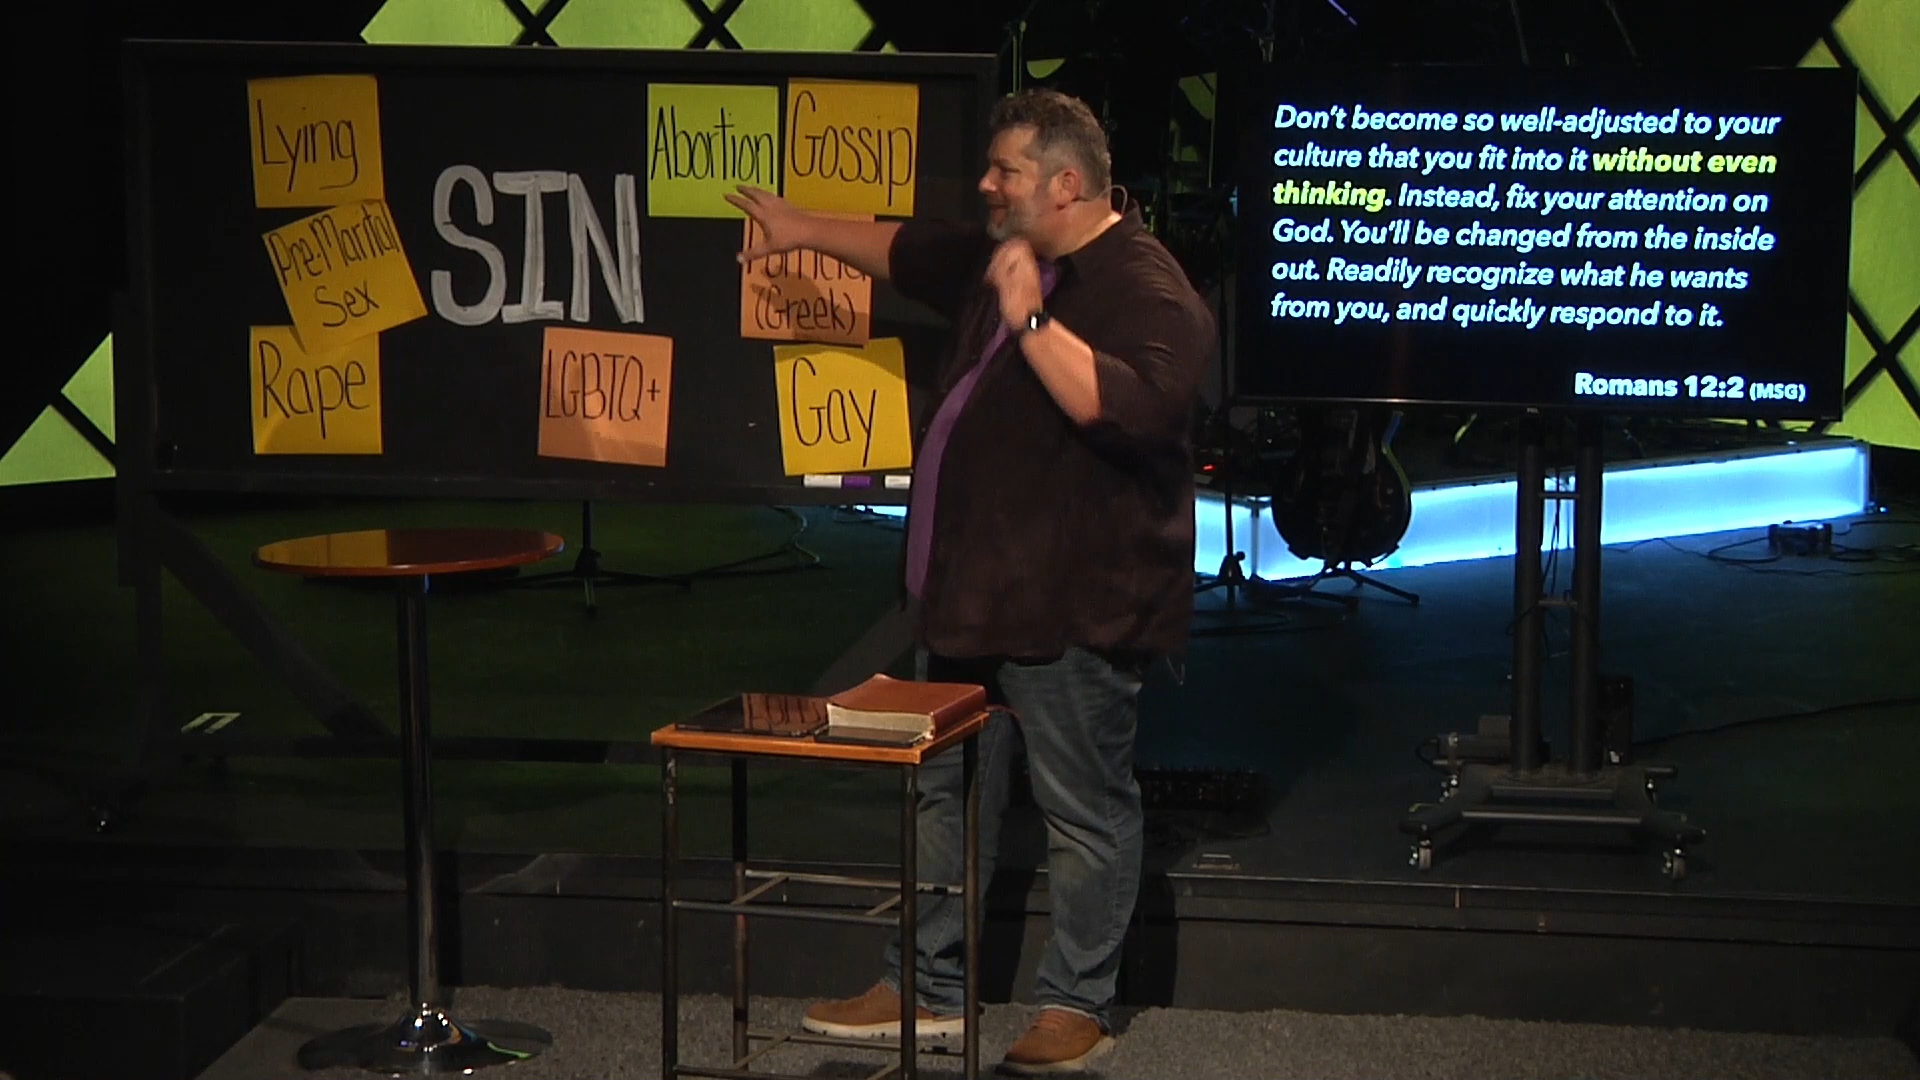 Lying
SIN
Abortion
Gossip
Pre-Marital
Sex
(Greek)
Rape
LGBTQ+
Gay
Don't become so well-adjusted to your
culture that you fit into it without even
thinking. Instead, fix your attention on
God. You'll be changed from the inside
out. Readily recognize what he wants
from you, and quickly respond to it.
Romans 12:2 (MSG)